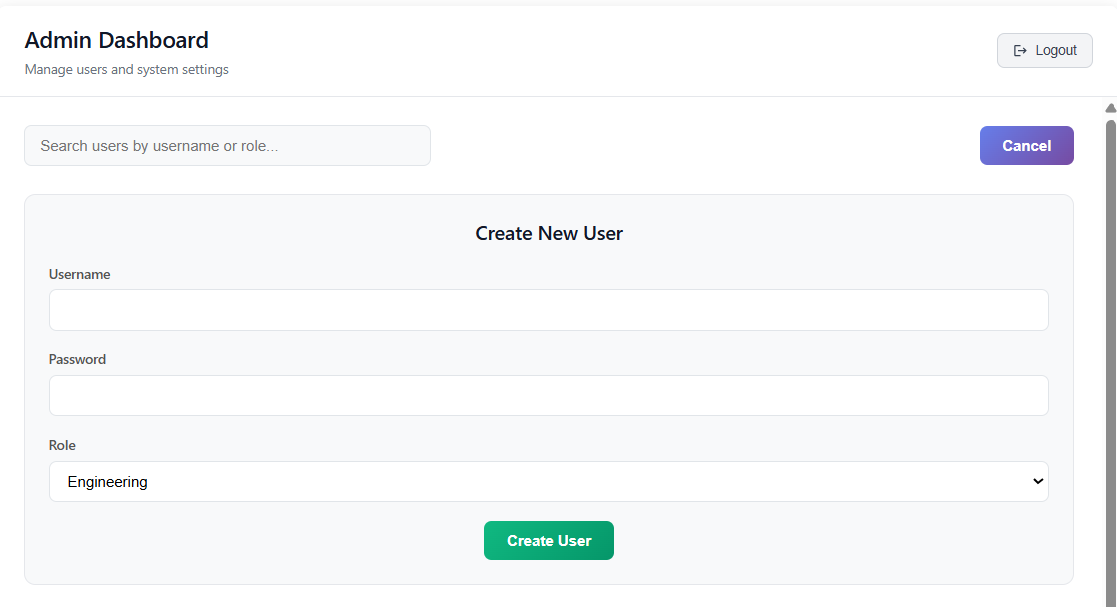 Admin Dashboard
Manage users and system settings
Logout
Search users by username or role...
Cancel
Create New User
Username
Password
Role
Engineering
Create User